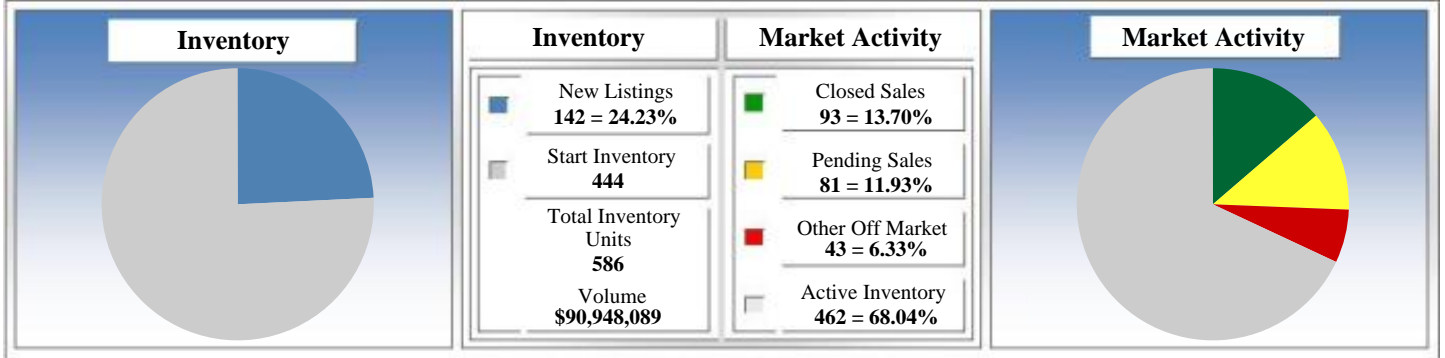 Inventory
Inventory
Market Activity
Market Activity
New Listings
142 = 24.23%
Start Inventory
444
Total Inventory
Units
586
Volume
$90,948,089
Closed Sales
93 = 13.70%
Pending Sales
81 = 11.93%
Other Off Market
43 = 6.33%
Active Inventory
462 = 68.04%